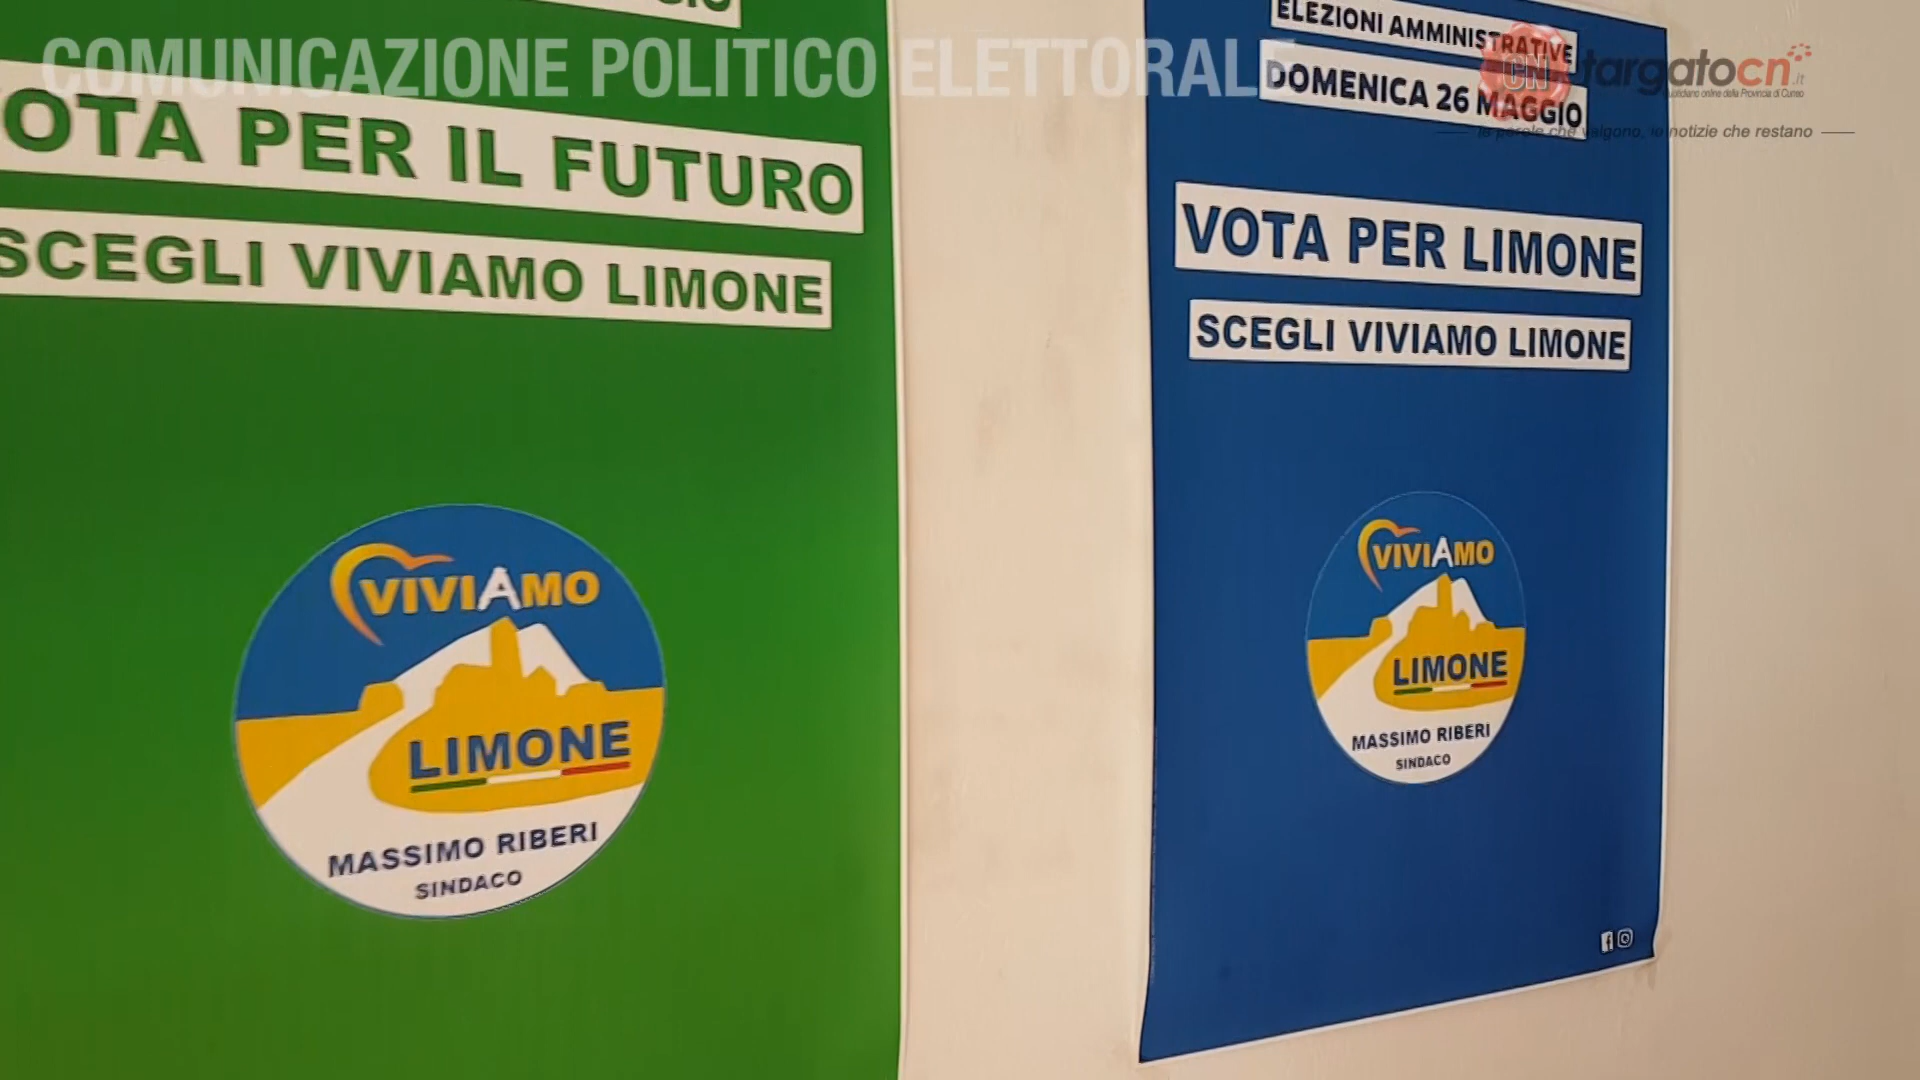 COMUNICAZIONE POLITICO ELETTORALE
OTA PER IL FUTURO
SCEGLI VIVIAMO LIMONE
VIVIAMO
LIMONE
MASSIMO RIBERI
SINDACO
ELEZIONI AMMINISTRATIVE
DOMENICA 26 MAGGIO
VOTA PER LIMONE
SCEGLI VIVIAMO LIMONE
VIVIAMO
LIMONE
MASSIMO RIBERI
SINDACO
CN
targatocn.it
quotidiano online della Provincia di Cuneo
le parole che valgono, le notizie che restano